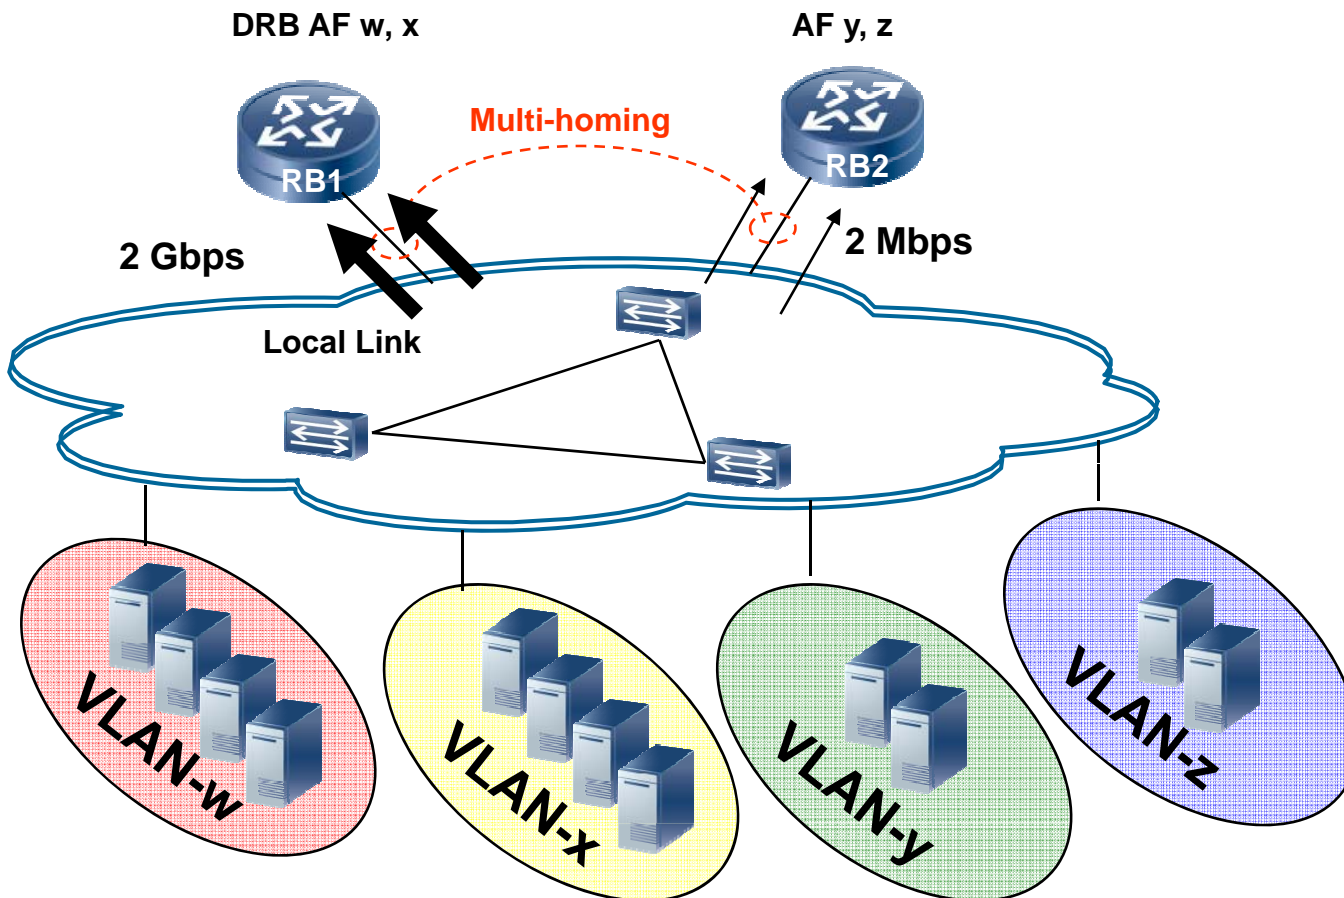 DRB AF w, x
AF y, z
Multi-homing
RB1
RB2
2 Gbps
2 Mbps
Local Link
VLAN-w
VLAN-x
VLAN-y
VLAN-z